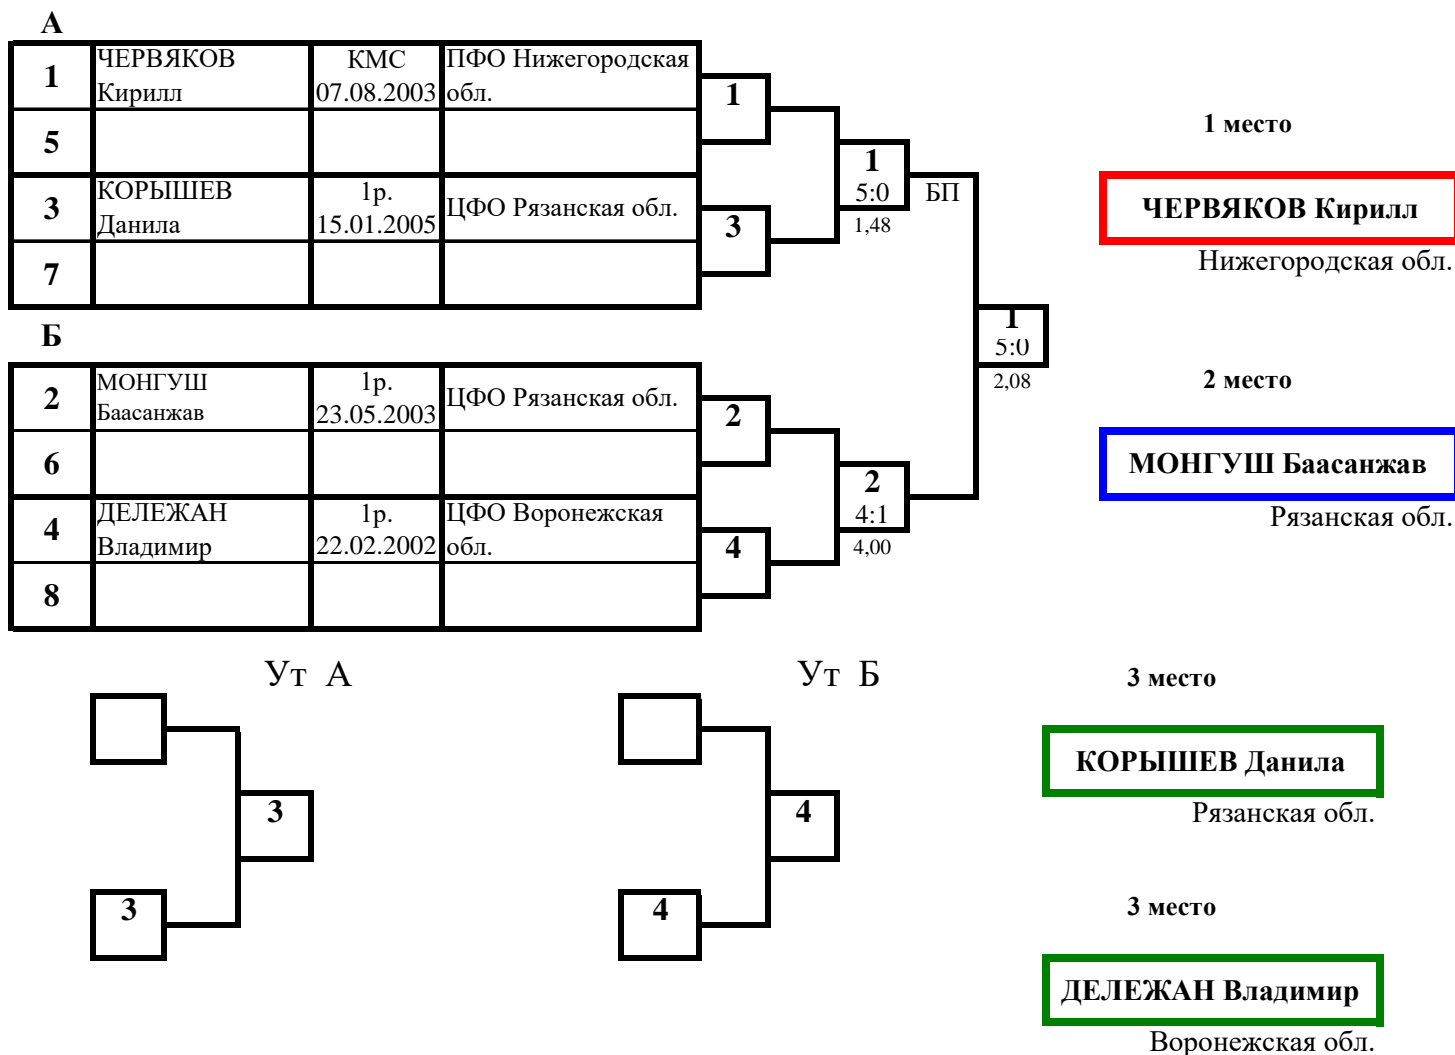 А
1
ЧЕРВЯКОВ
Кирилл
КМС
07.08.2003
ПФО Нижегородская
обл.
5
3
КОРЫШЕВ
Данила
1р.
15.01.2005
ЦФО Рязанская обл.
7
1
3
1
5:0
1,48
БП
Б
2
МОНГУШ
Баасанжав
1р.
23.05.2003
ЦФО Рязанская обл.
6
4
ДЕЛЕЖАН
Владимир
1р.
22.02.2002
ЦФО Воронежская
обл.
8
2
4
2
4:1
4,00
1
5:0
2,08
1 место
ЧЕРВЯКОВ Кирилл
Нижегородская обл.
2 место
МОНГУШ Баасанжав
Рязанская обл.
Ут А
3
3
Ут Б
4
4
3 место
КОРЫШЕВ Данила
Рязанская обл.
3 место
ДЕЛЕЖАН Владимир
Воронежская обл.